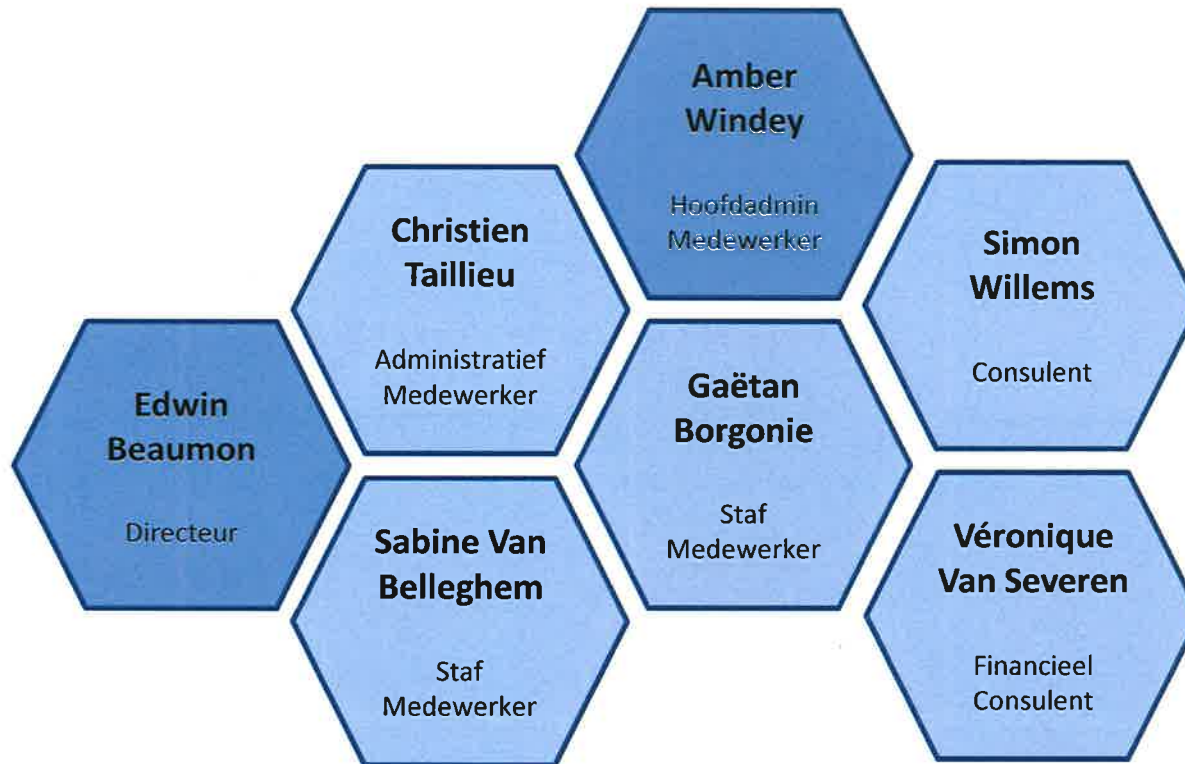 Amber
Windey
Hoofdadmin
Medewerker
Christien
Taillieu
Administratief
Medewerker
Simon
Willems
Consulent
Edwin
Beaumon
Directeur
Gaëtan
Borgonie
Staf
Medewerker
Sabine Van
Belleghem
Staf
Medewerker
Véronique
Van Severen
Financieel
Consulent